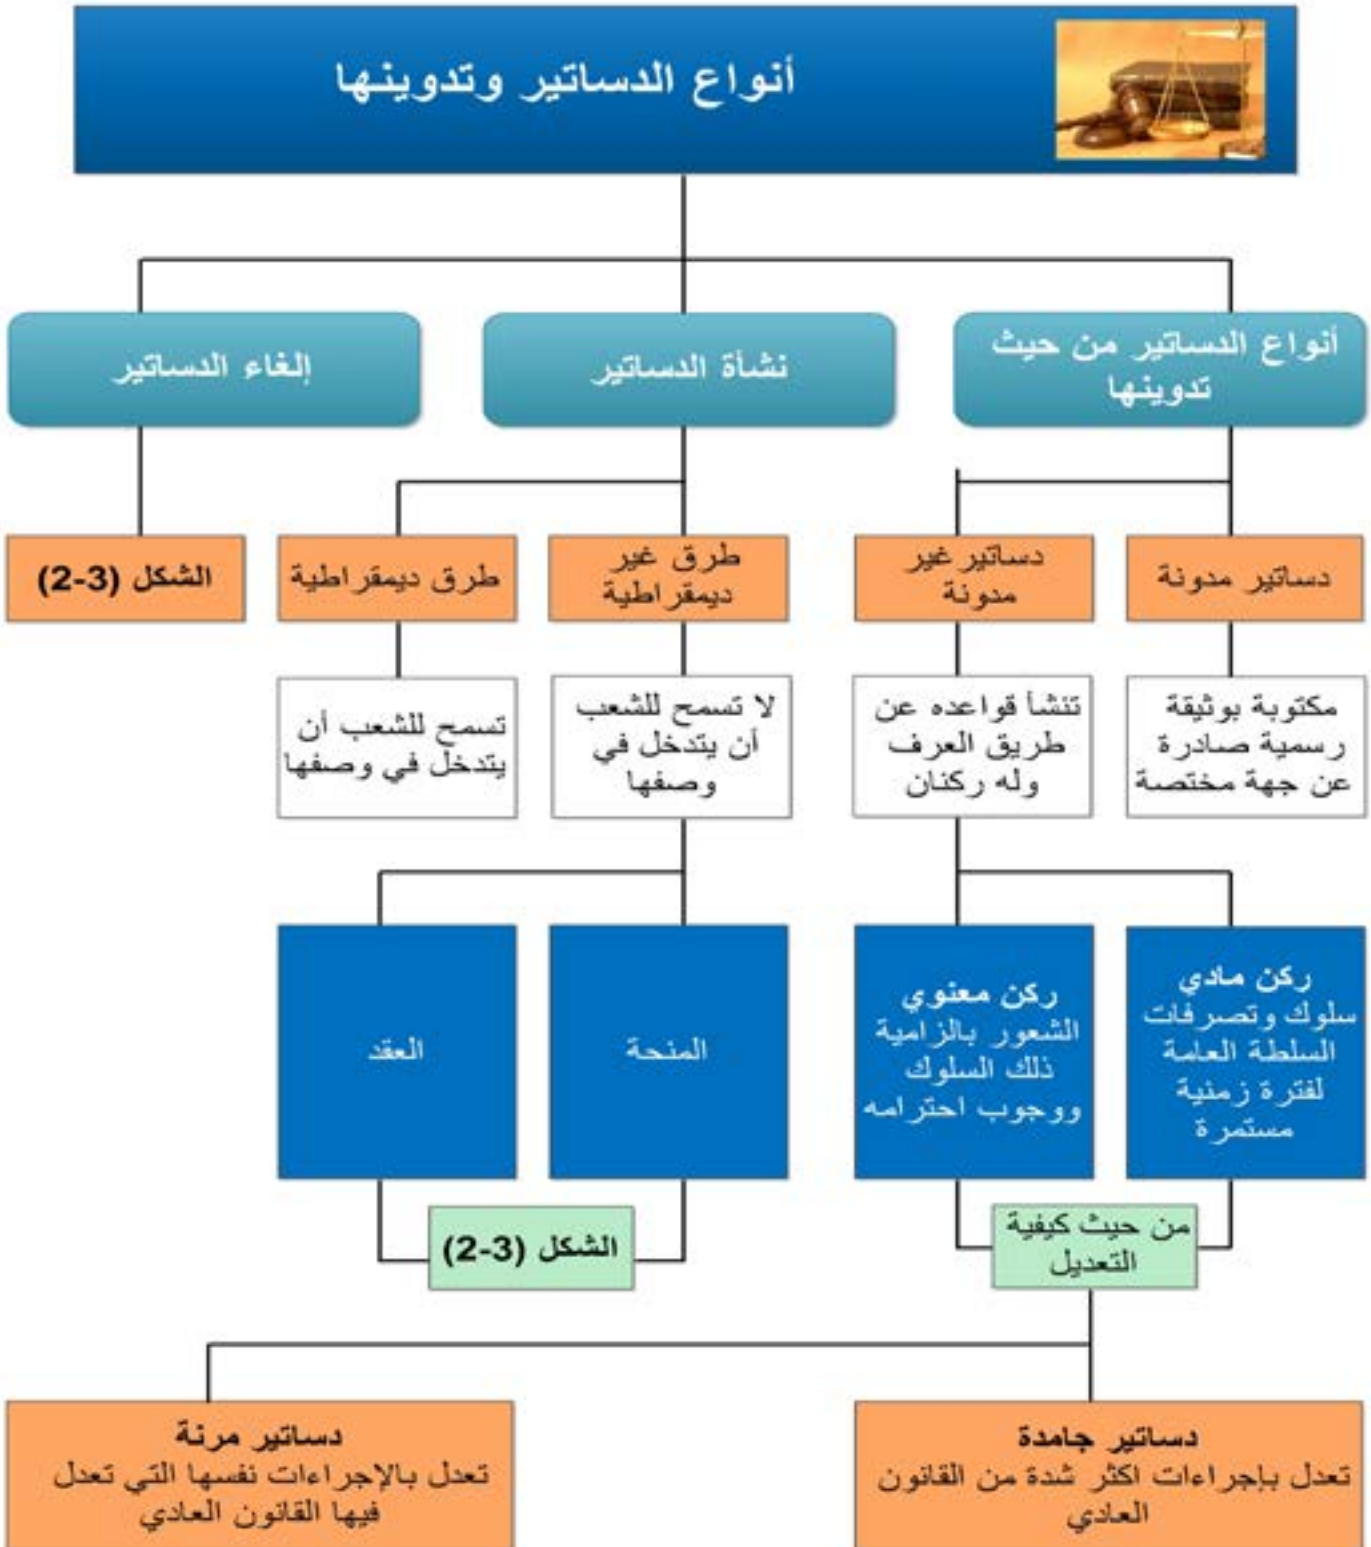 أنواع الدساتير وتدوينها
أنواع الدساتير من حيث
تدوينها
نشأة الدساتير
إلغاء الدساتير
دساتير مدونة
دساتير غير
مدونة
طرق غير
ديمقراطية
طرق ديمقراطية
الشكل (3-2)
مكتوبة بوثيقة
رسمية صادرة
عن جهة مختصة
تنشأ قواعده عن
طريق العرف
وله ركنان
لا تسمح للشعب
أن يتدخل في
وصفها
تسمح للشعب أن
يتدخل في وصفها
ركن مادي
سلوك وتصرفات
السلطة العامة
لفترة زمنية
مستمرة
ركن معنوي
الشعور بالزامية
ذلك السلوك
ووجوب احترامه
المنحة
العقد
من حيث كيفية
التعديل
الشكل (3-2)
دساتير جامدة
تعدل بإجراءات اكثر شدة من القانون
العادي
دساتير مرنة
تعدل بالإجراءات نفسها التي تعدل
فيها القانون العادي